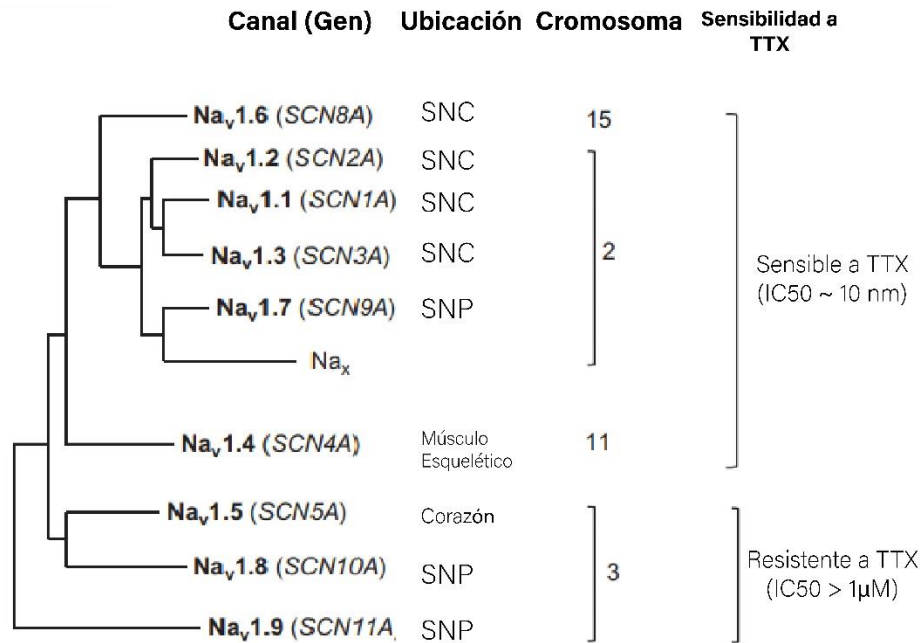 Canal (Gen) Ubicación Cromosoma Sensibilidad a TTX
Nav1.6 (SCN8A) SNC 15
Nav1.2 (SCN2A) SNC
Nav1.1 (SCN1A) SNC
Nav1.3 (SCN3A) SNC 2
Sensible a TTX
(IC50 ~ 10 nm)
Nav1.7 (SCN9A) SNP
Nax
Nav1.4 (SCN4A) Músculo Esquelético 11
Nav1.5 (SCN5A) Corazón
Nav1.8 (SCN10A) SNP 3
Resistente a TTX
(IC50 > 1µM)
Nav1.9 (SCN11A SNP